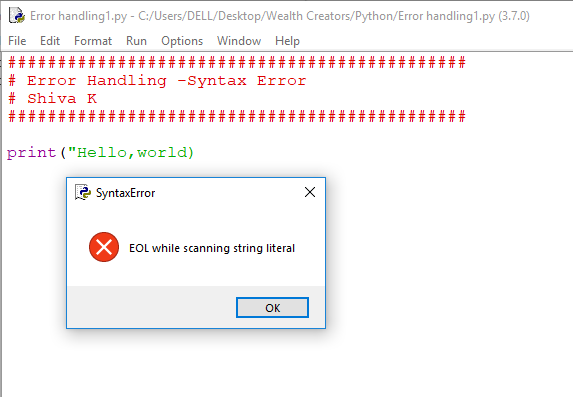 Error handling1.py - C:/Users/DELL/Desktop/Wealth Creators/Python/Error handling1.py (3.7.0)
File Edit Format Run Options Window Help
##############################################
# Error Handling -Syntax Error
# Shiva K
##############################################
print("Hello,world)
SyntaxError
EOL while scanning string literal
OK